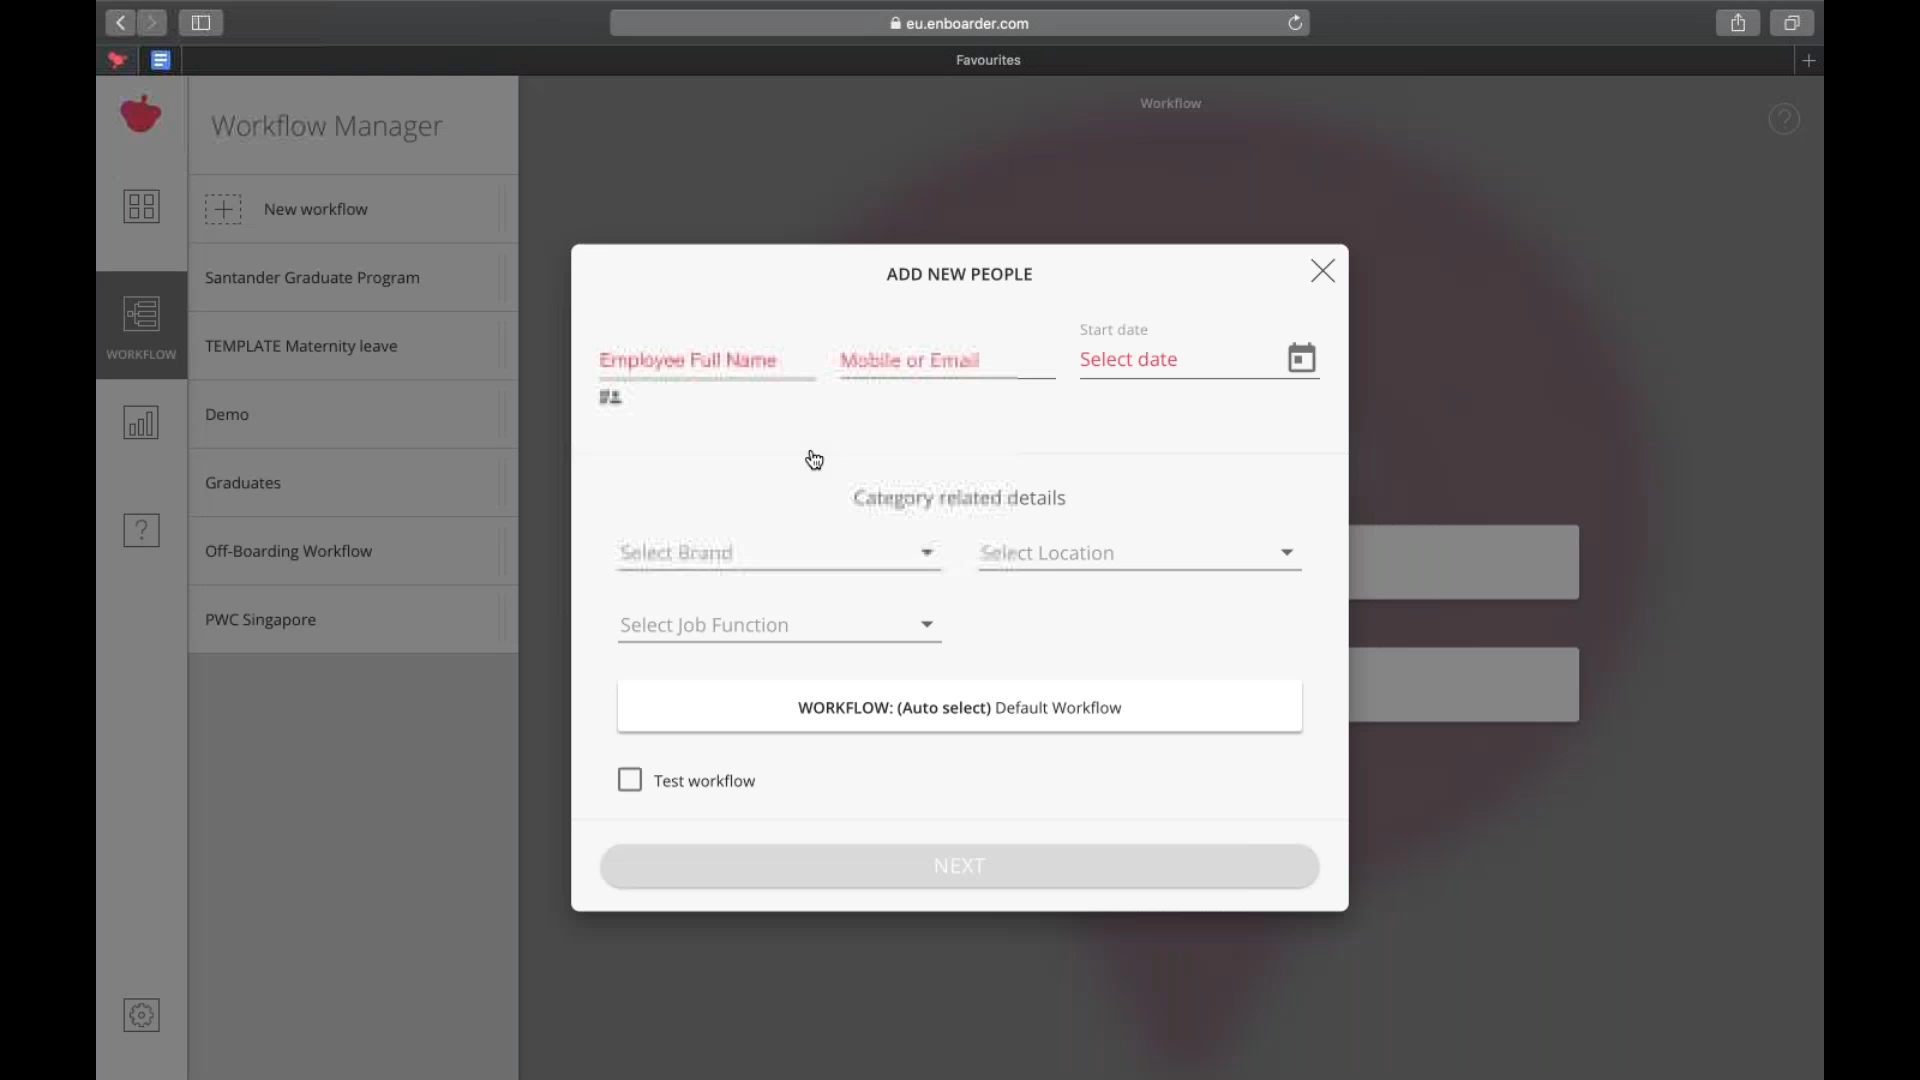 eu.enboarder.com
Favourites
Workflow Manager
Workflow
New workflow
Santander Graduate Program
TEMPLATE Maternity leave
WORKFLOW
Demo
Graduates
Off-Boarding Workflow
PWC Singapore
ADD NEW PEOPLE
Start date
Employee Full Name
Mobile or Email
Select date
Category related details
Select Brand
Select Location
Select Job Function
WORKFLOW: (Auto select) Default Workflow
Test workflow
NEXT